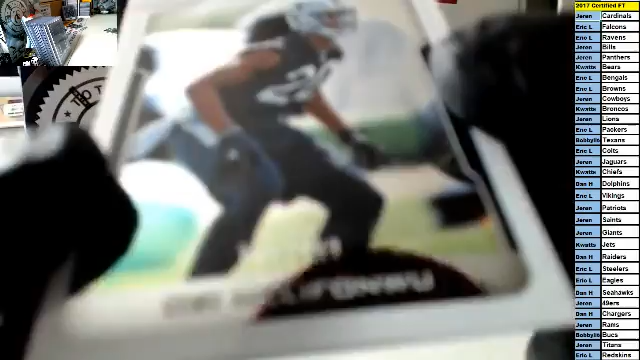 2017 Certified FT
Jeren Cardinals
Eric L Falcons
Eric L Ravens
Jeren Bills
Jeren Panthers
Kwatts Bears
Eric L Bengals
Eric L Browns
Jeren Cowboys
Kwatts Broncos
Jeren Lions
Eric L Packers
Bobbyllo Texans
Eric L Colts
Jeren Jaguars
Kwatts Chiefs
Dan H Dolphins
Eric L Vikings
Jeren Patriots
Jeren Saints
Jeren Giants
Kwatts Jets
Dan H Raiders
Eric L Steelers
Eric L Eagles
Dan H Seahawks
Jeren 49ers
Dan H Chargers
Jeren Rams
Bobbyllo Bucs
Jeren Titans
Eric L Redskins